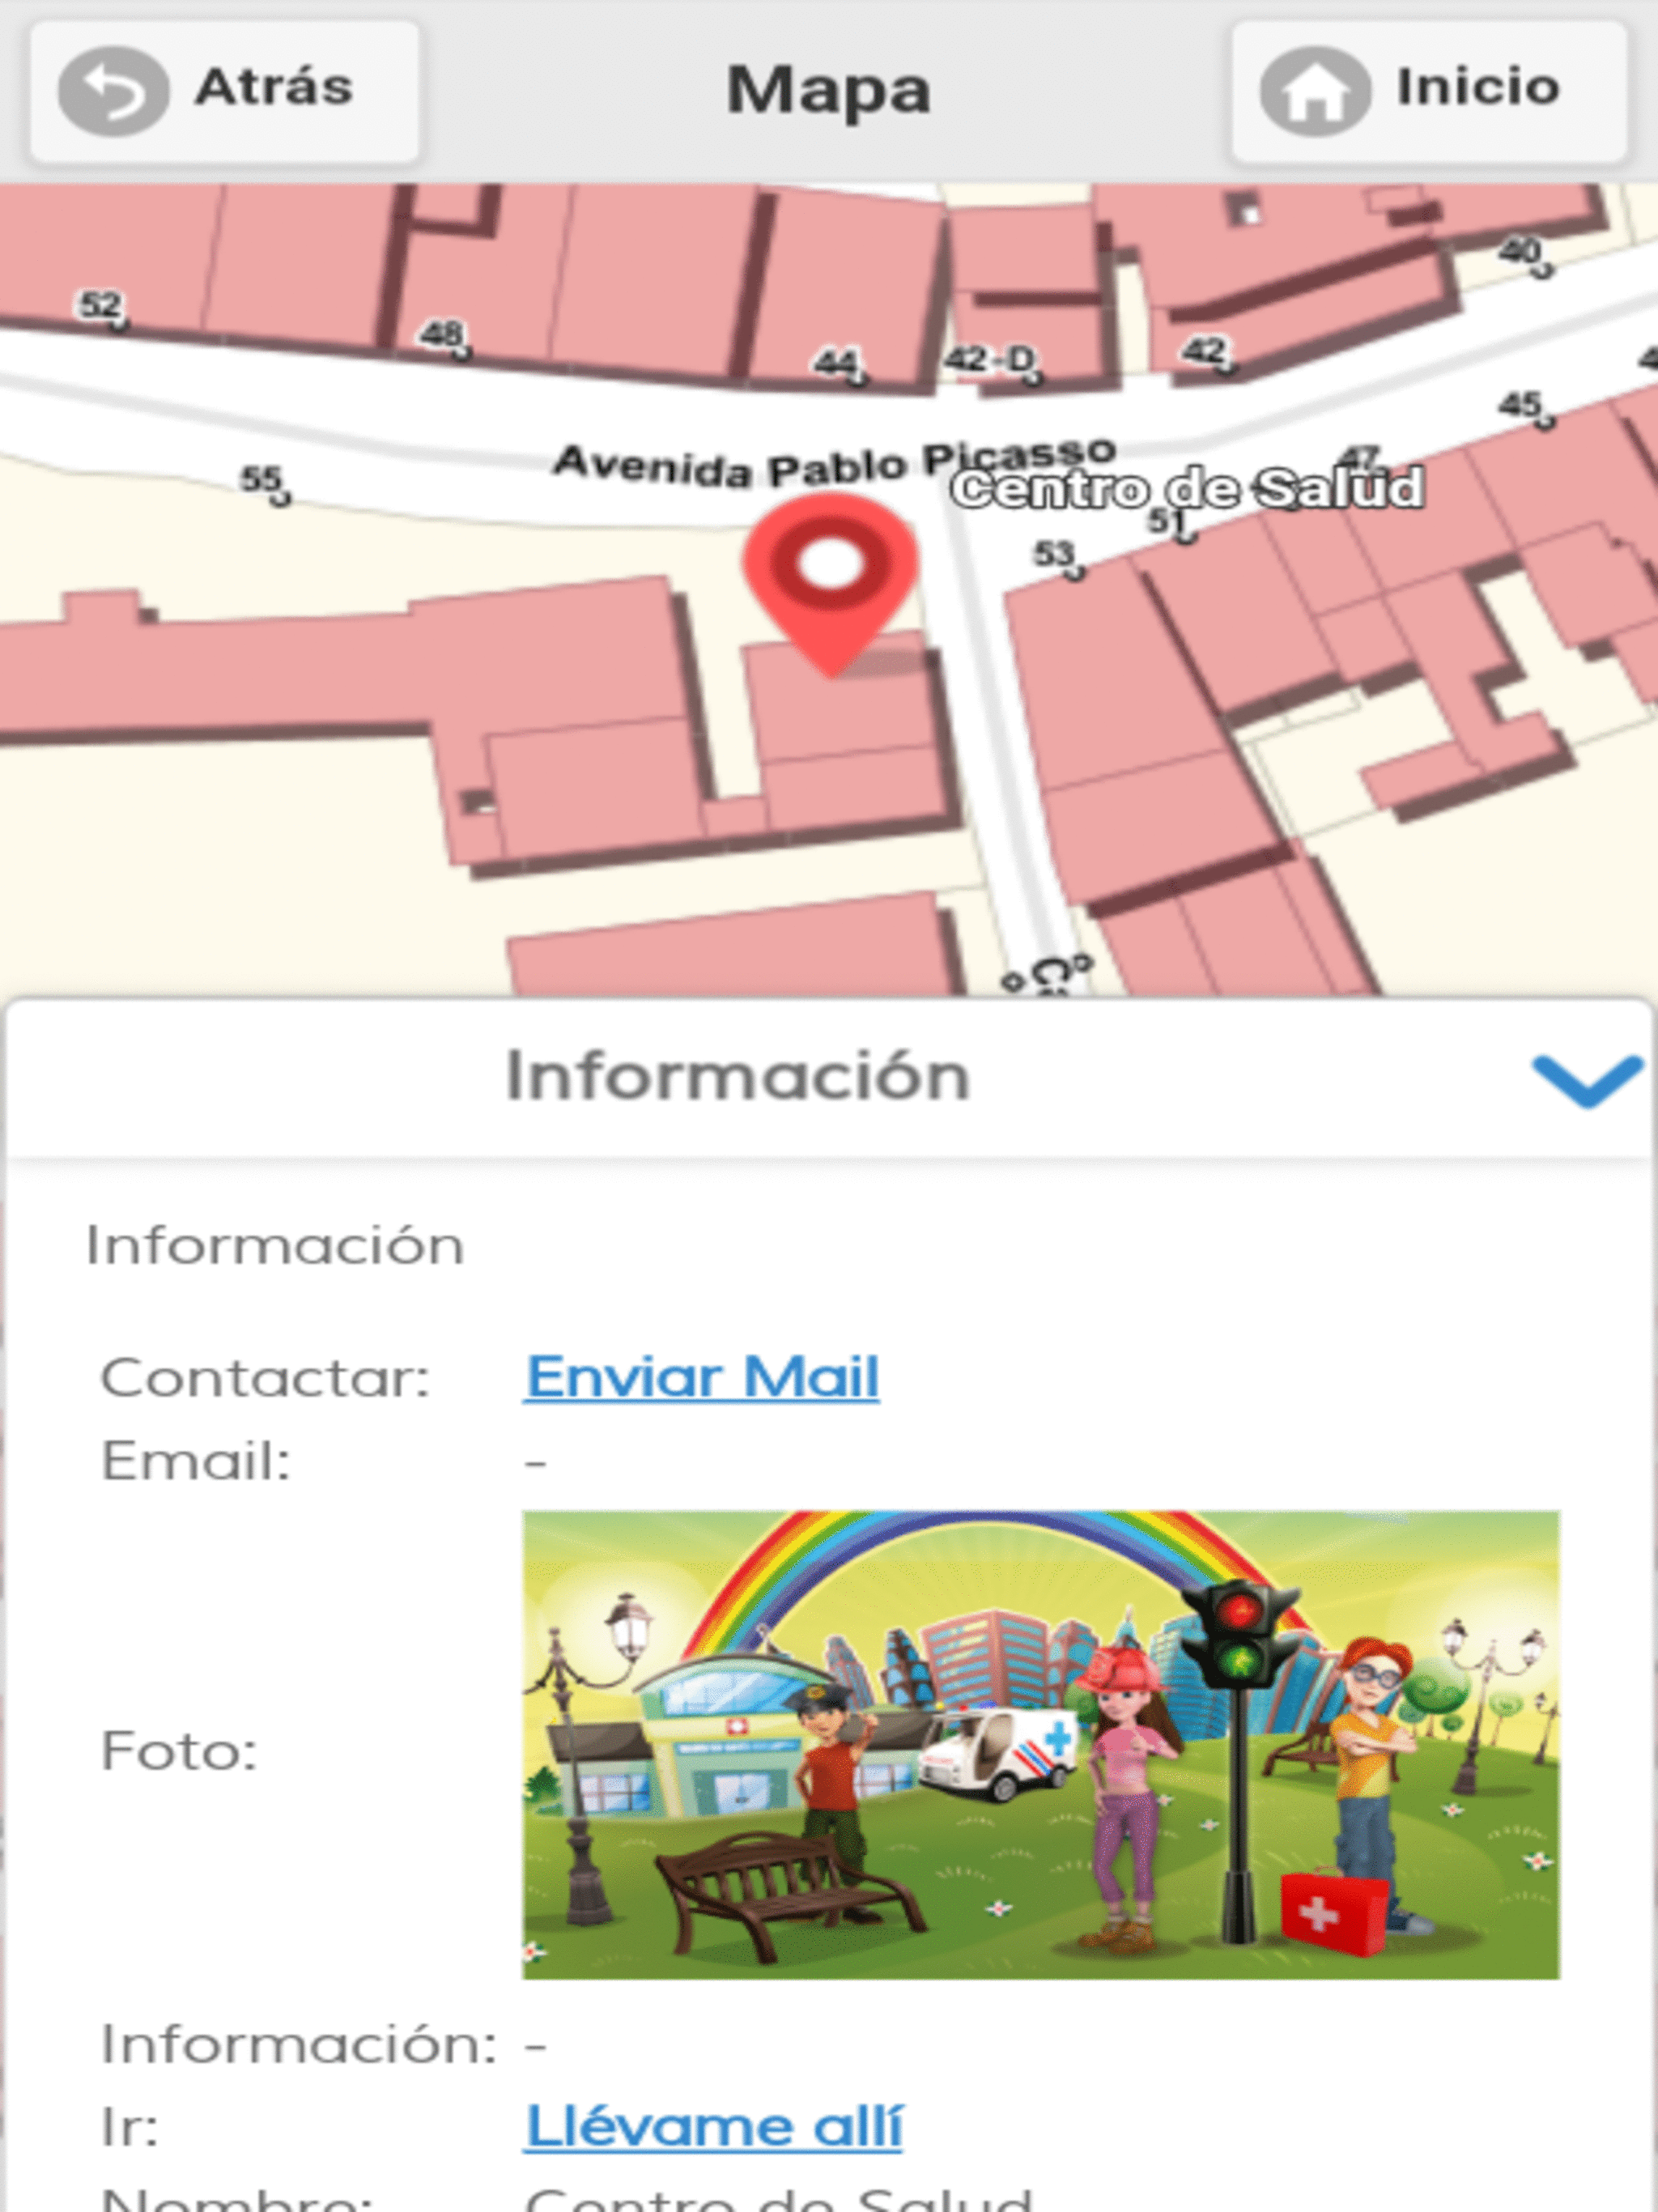 Atrás
Mapa
Inicio
40
52
48
44
42-D
42
45
Avenida Pablo Picasso
47
55
Centro de Salud
51
53
Información
Información
Contactar: Enviar Mail
Email: -
Foto:
Información: -
Ir: Llévame allí
Nombre: Centro de Salud